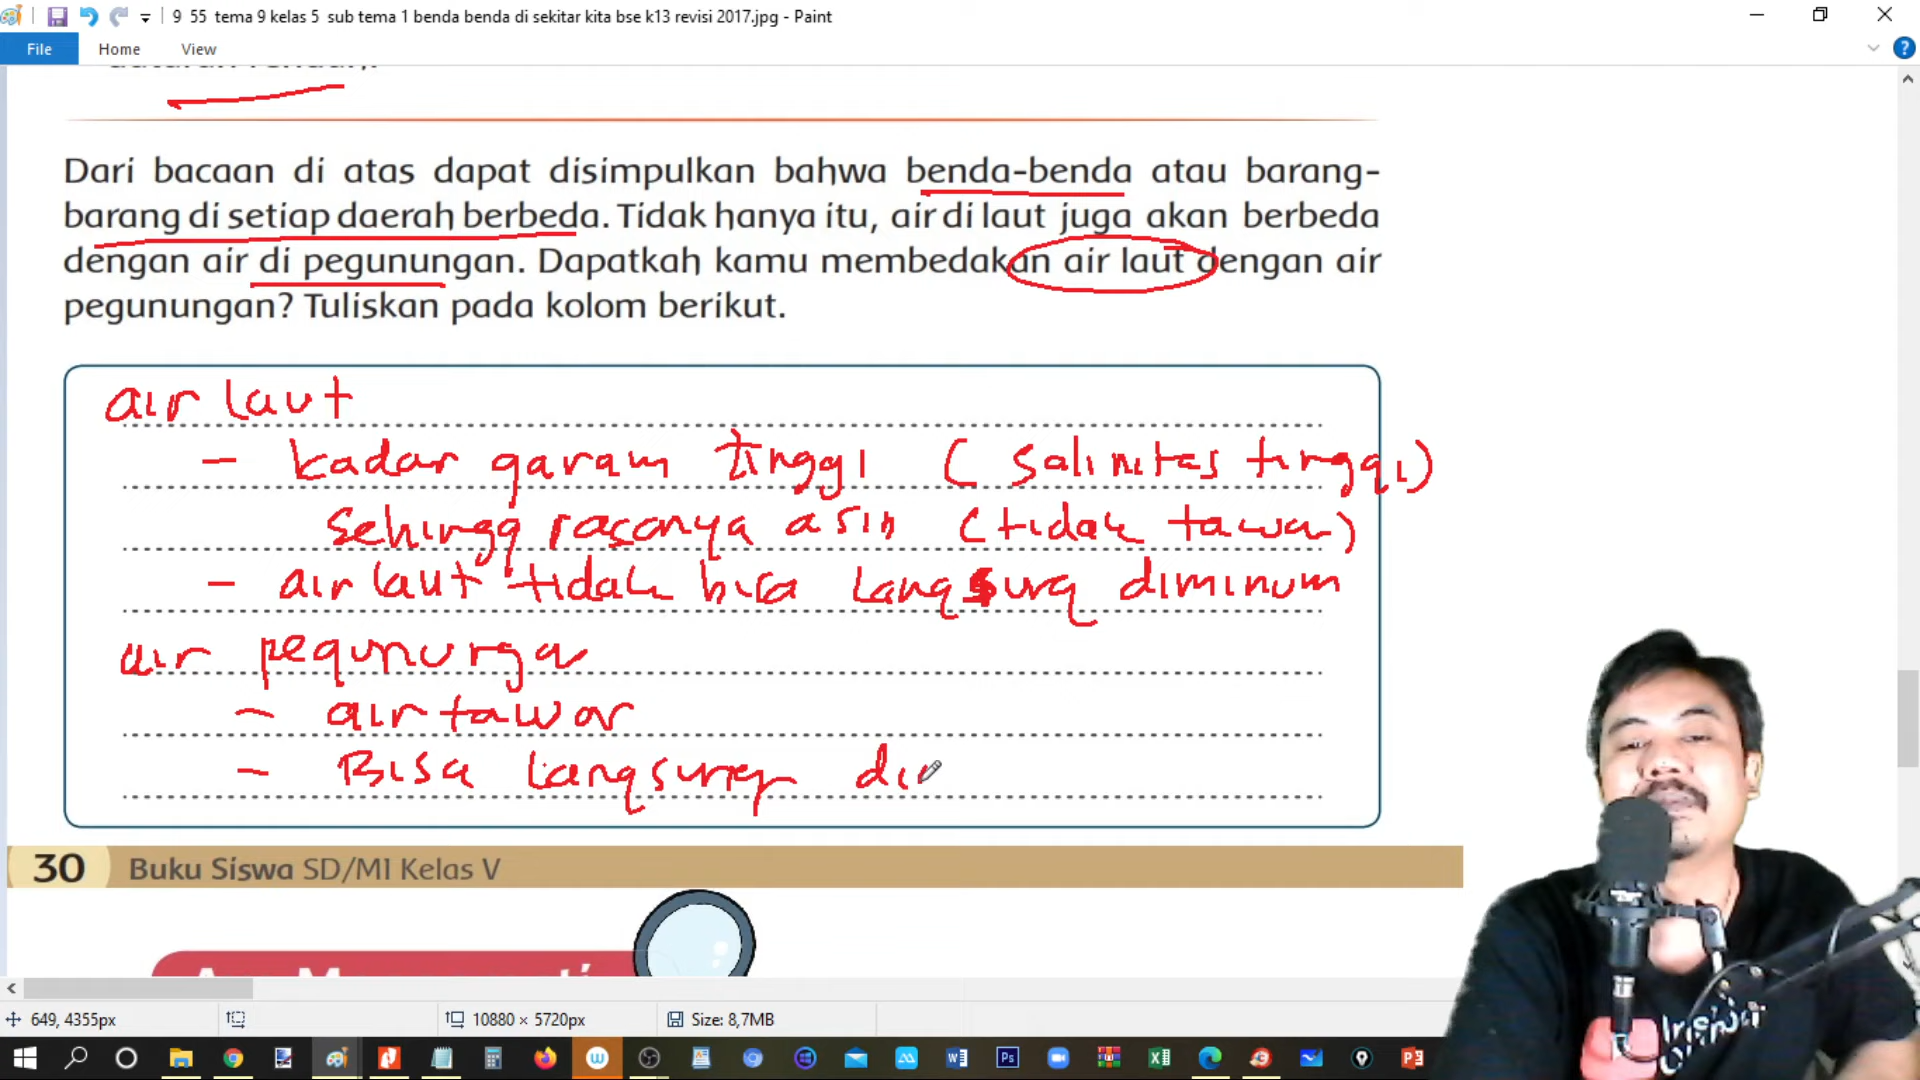 9 55 tema 9 kelas 5 sub tema 1 benda benda di sekitar kita bse k13 revisi 2017.jpg - Paint
File Home View
Dari bacaan di atas dapat disimpulkan bahwa benda-benda atau barang-
barang di setiap daerah berbeda. Tidak hanya itu, air di laut juga akan berbeda
dengan air di pegunungan. Dapatkah kamu membedakan air laut dengan air
pegunungan? Tuliskan pada kolom berikut.
air laut
- kadar garam tinggi (salinitas tinggi)
sehingg rasanya asin (tidak tawar)
- air laut tidak bisa langsung diminum
air pegununga
- air tawar
- Bisa langsung di
30 Buku Siswa SD/MI Kelas V
649, 4355px
10880 × 5720px
Size: 8,7MB